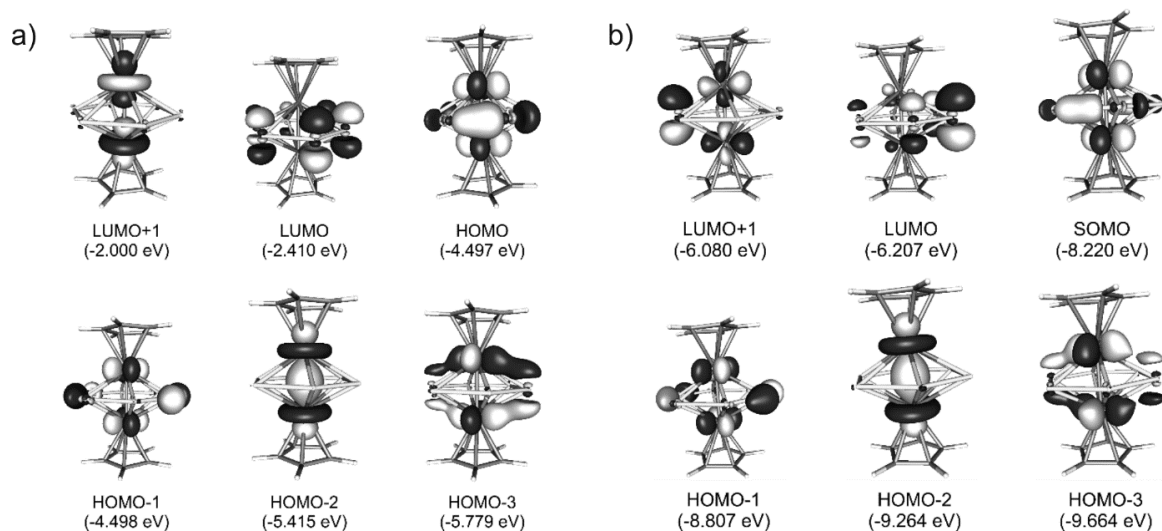 a)
b)
LUMO+1
(-2.000 eV)
LUMO
(-2.410 eV)
HOMO
(-4.497 eV)
LUMO+1
(-6.080 eV)
LUMO
(-6.207 eV)
SOMO
(-8.220 eV)
HOMO-1
(-4.498 eV)
HOMO-2
(-5.415 eV)
HOMO-3
(-5.779 eV)
HOMO-1
(-8.807 eV)
HOMO-2
(-9.264 eV)
HOMO-3
(-9.664 eV)